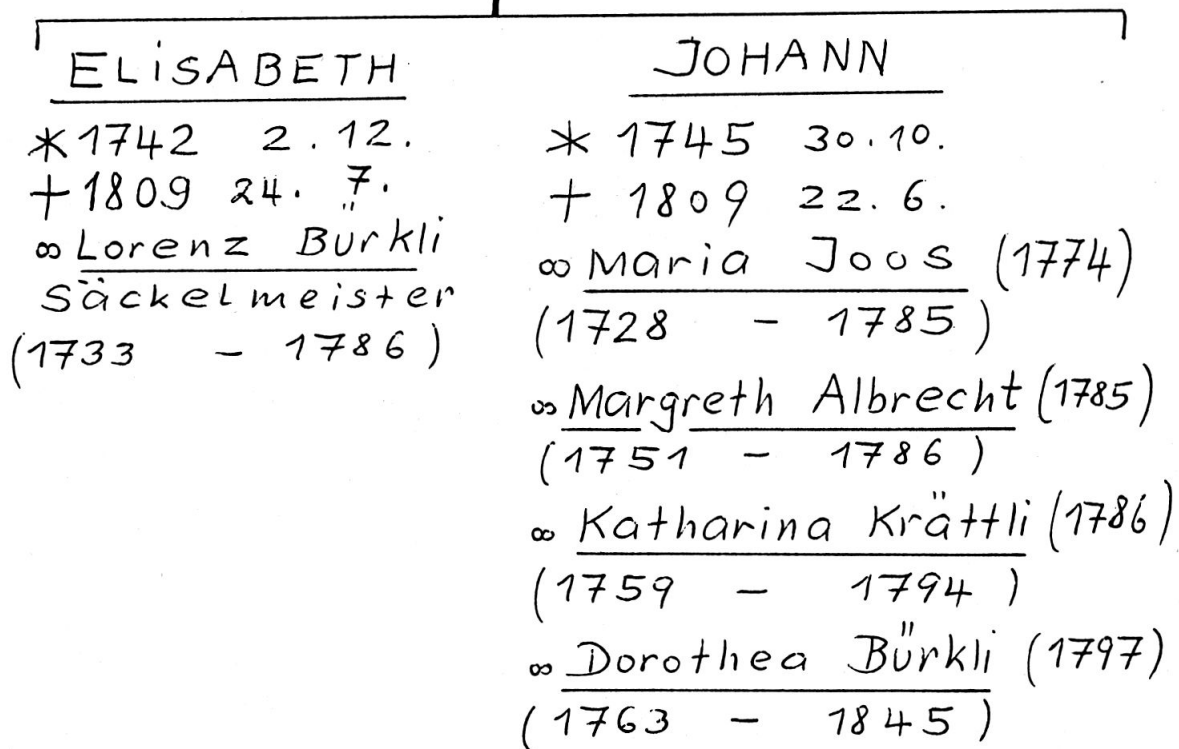 ELiSABETH
*1742 2.12.
+1809 24. 7.
∞ Lorenz Bürkli
Säckelmeister
(1733 - 1786)
JOHANN
* 1745 30.10.
+ 1809 22.6.
∞ Maria Joos (1774)
(1728 - 1785)
∞ Margreth Albrecht (1785)
(1751 - 1786)
∞ Katharina Krättli (1786)
(1759 - 1794)
∞ Dorothea Bürkli (1797)
(1763 - 1845)